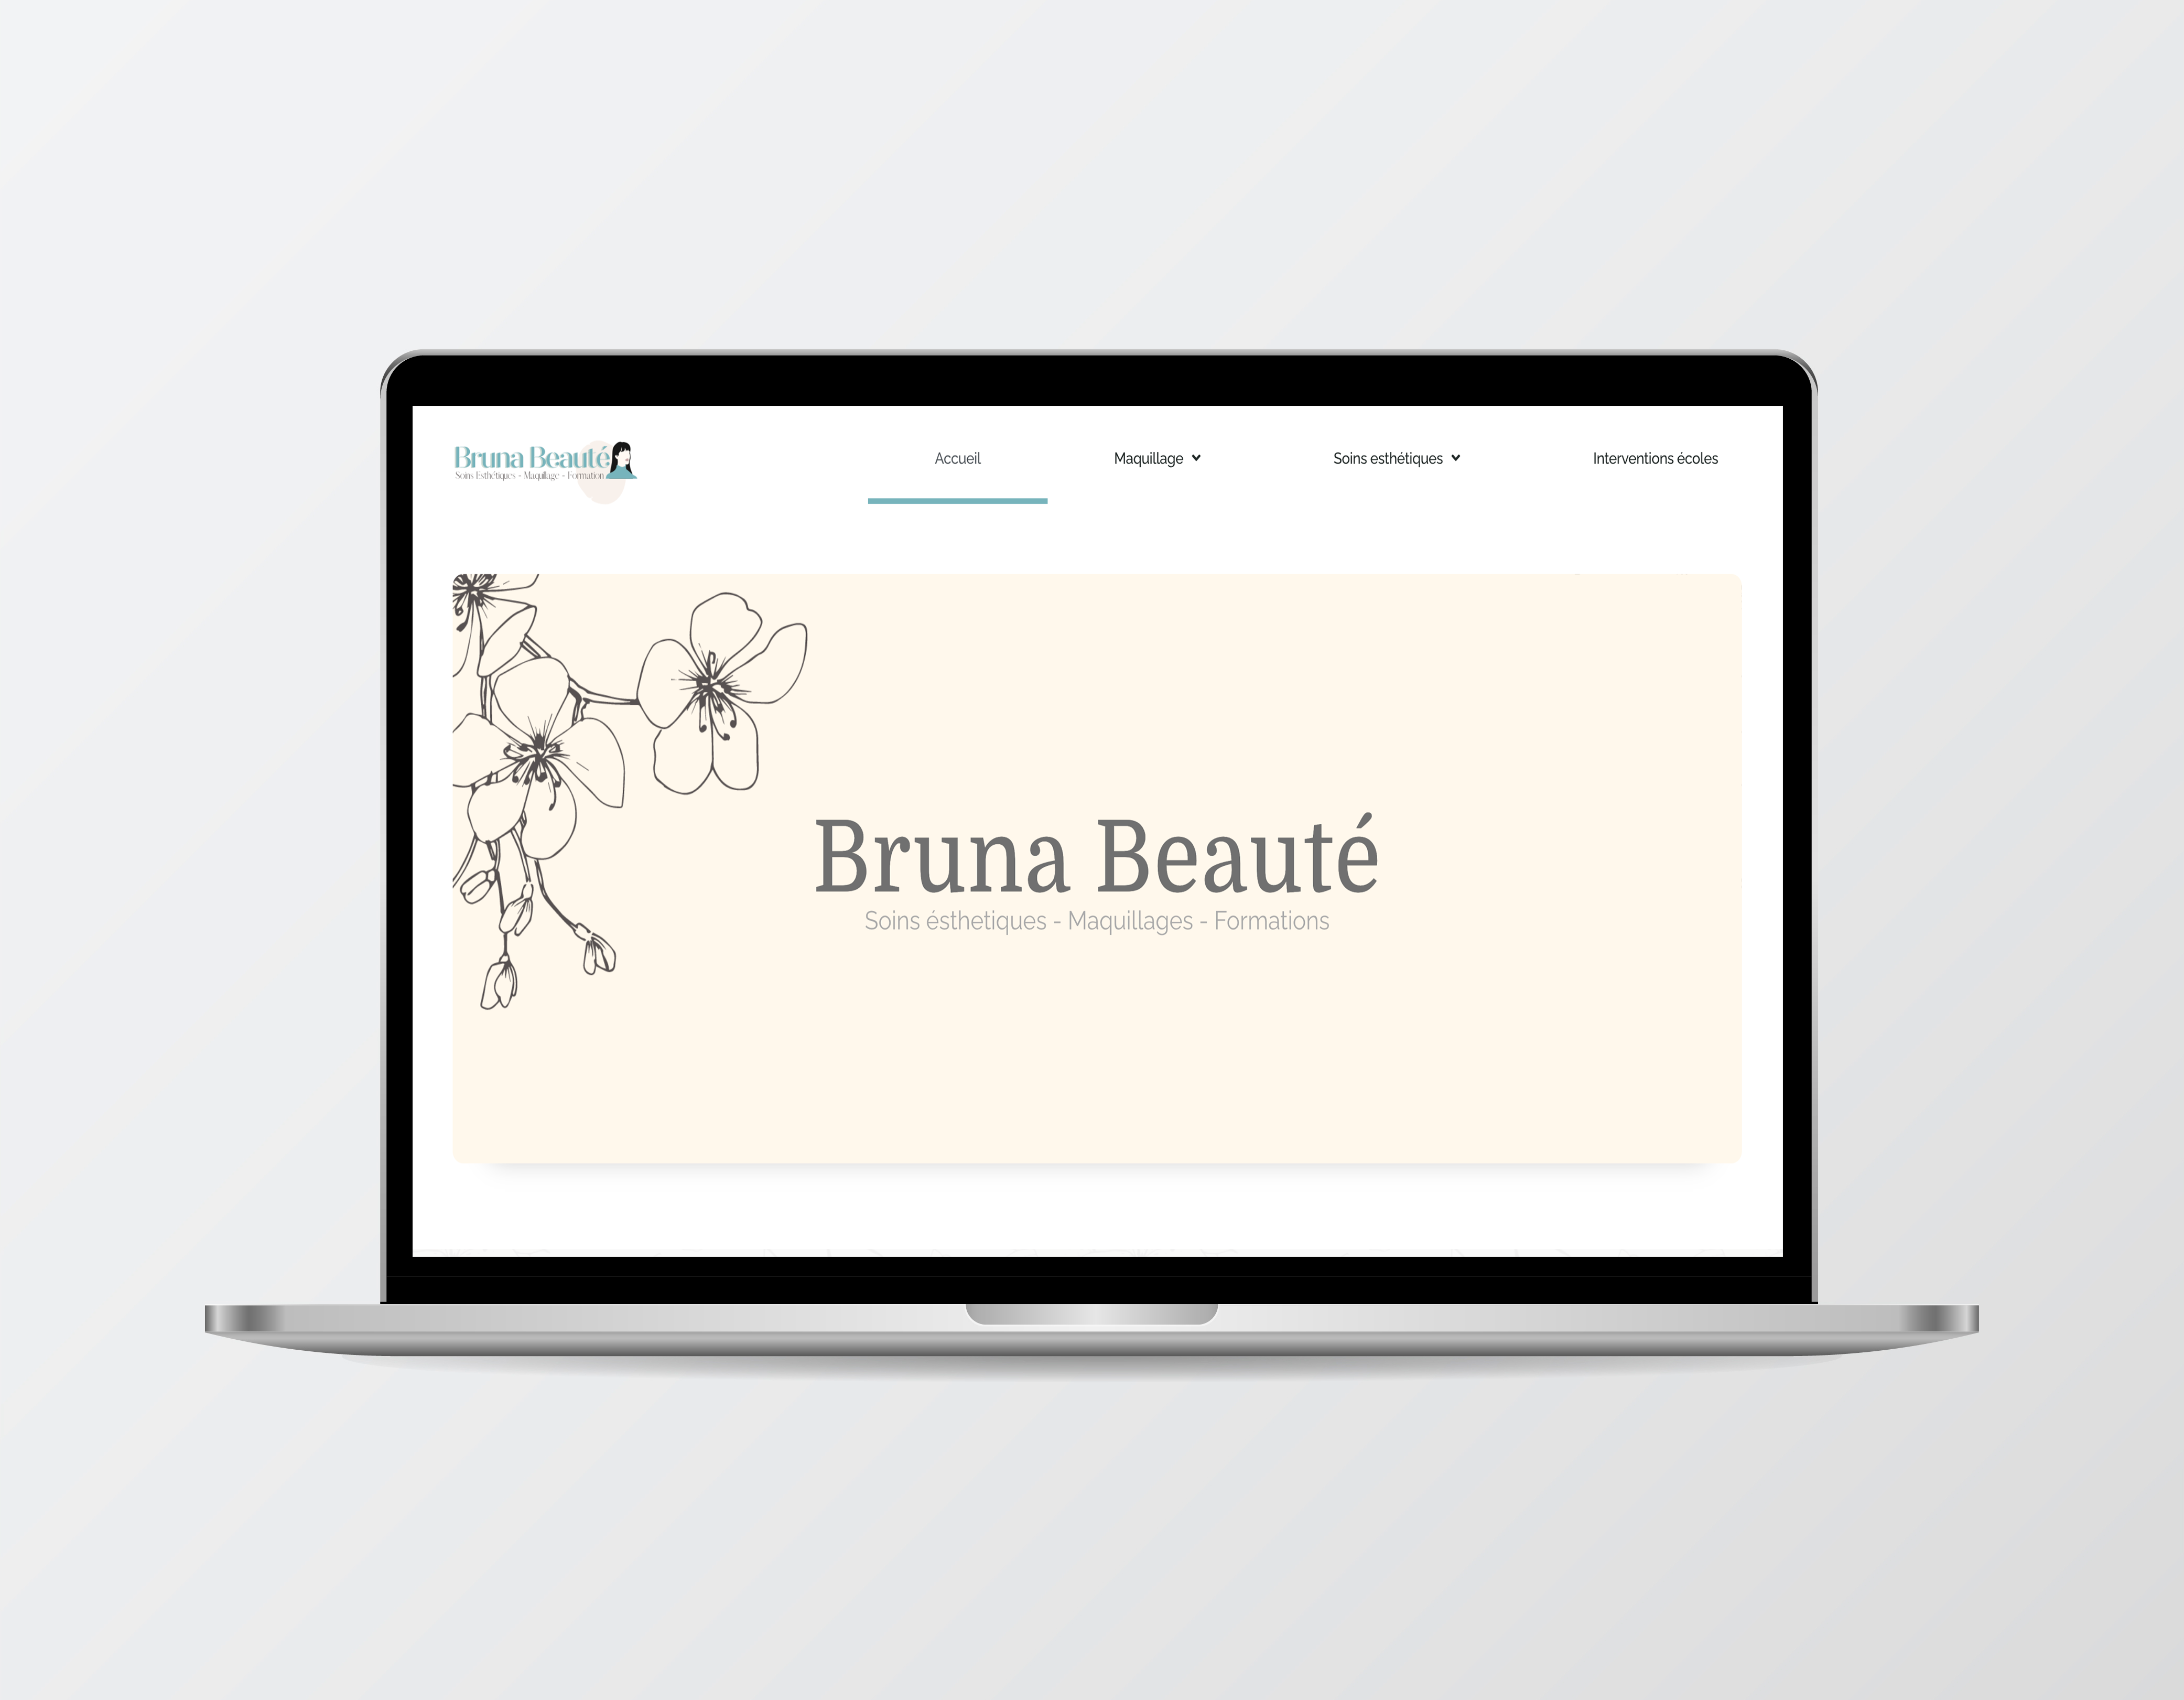 Bruna Beauté
Soins Esthétiques - Maquillage - Formation
Accueil
Maquillage
Soins esthétiques
Interventions écoles
Bruna Beauté
Soins ésthetiques - Maquillages - Formations